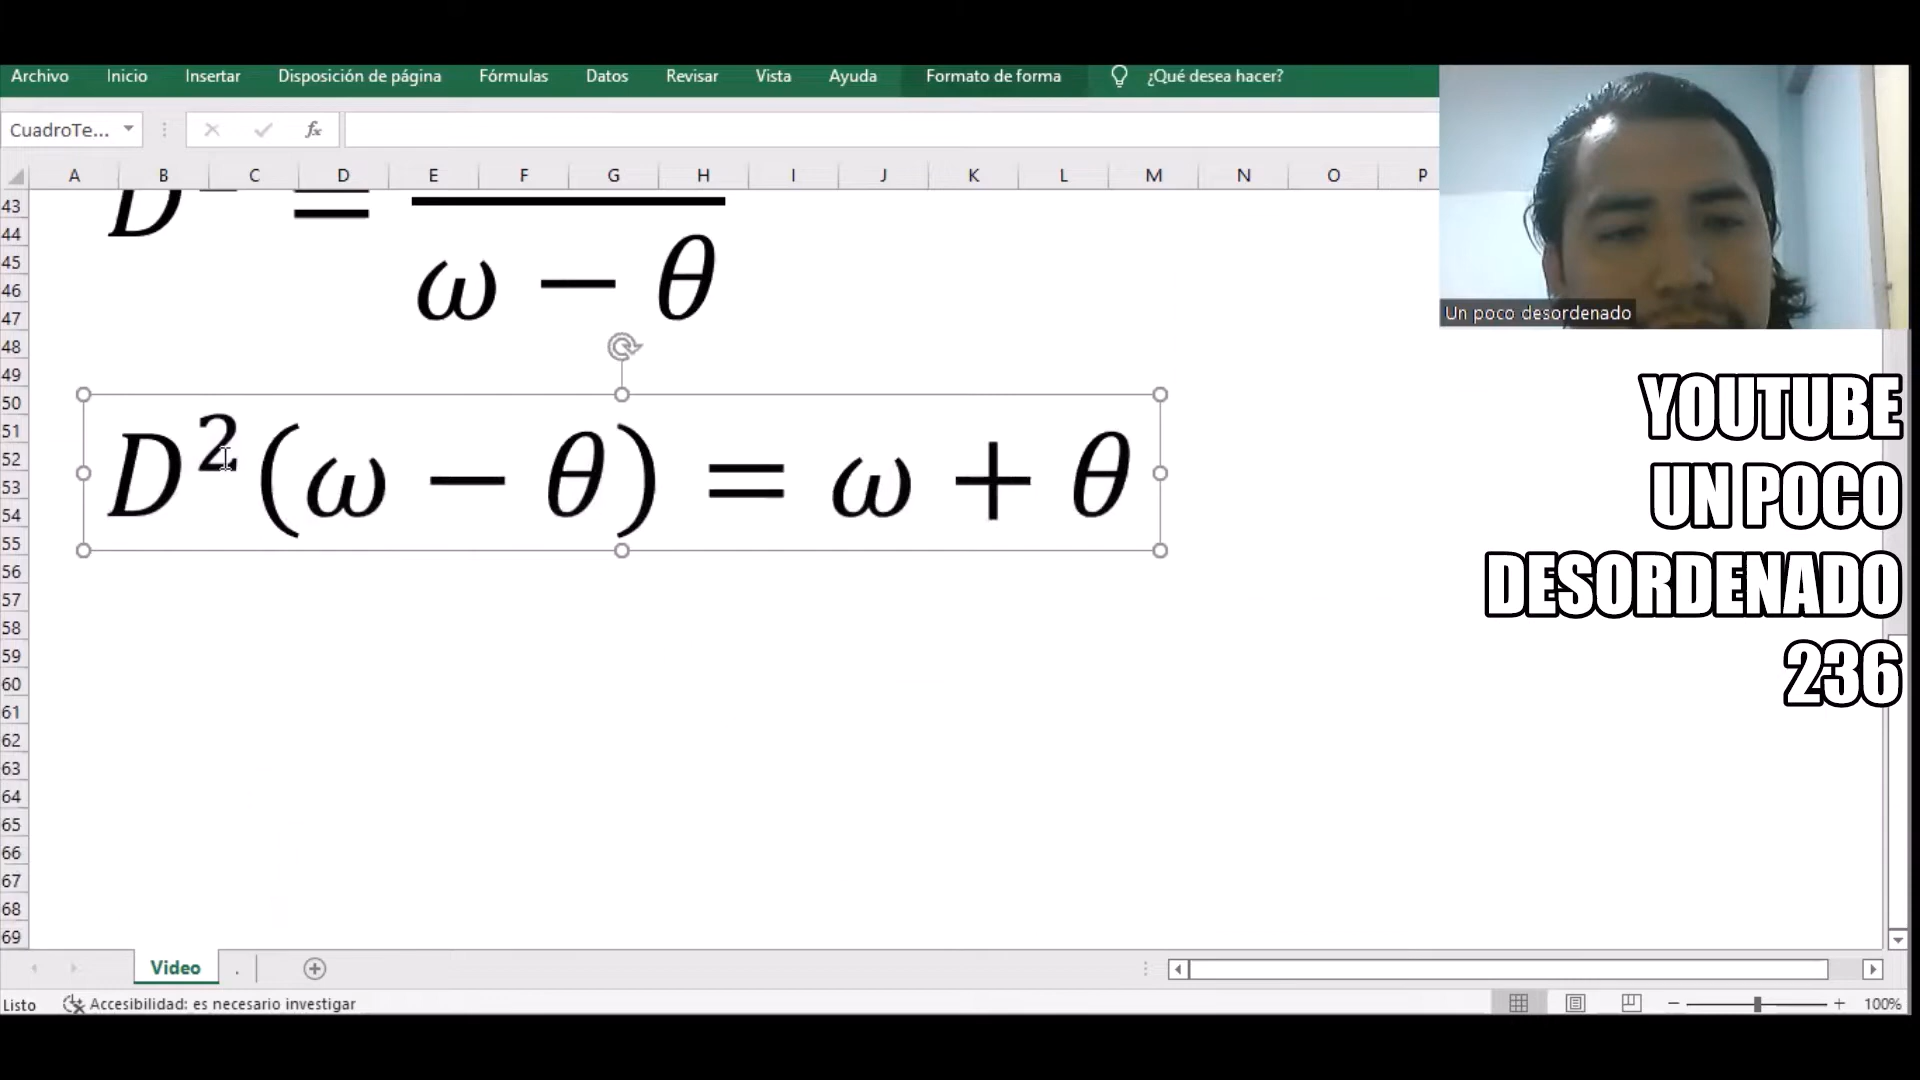 Archivo Inicio Insertar Disposición de página Fórmulas Datos Revisar Vista Ayuda Formato de forma ¿Qué desea hacer?
CuadroTe... fx
A B C D E F G H I J K L M N O P
43
44
45
46
47
48
49
50
51
52
53
54
55
56
57
58
59
60
61
62
63
64
65
66
67
68
69
D =
ω − θ
D²(ω − θ) = ω + θ
Un poco desordenado
YOUTUBE
UN POCO
DESORDENADO
236
Video .
Listo Accesibilidad: es necesario investigar 100%